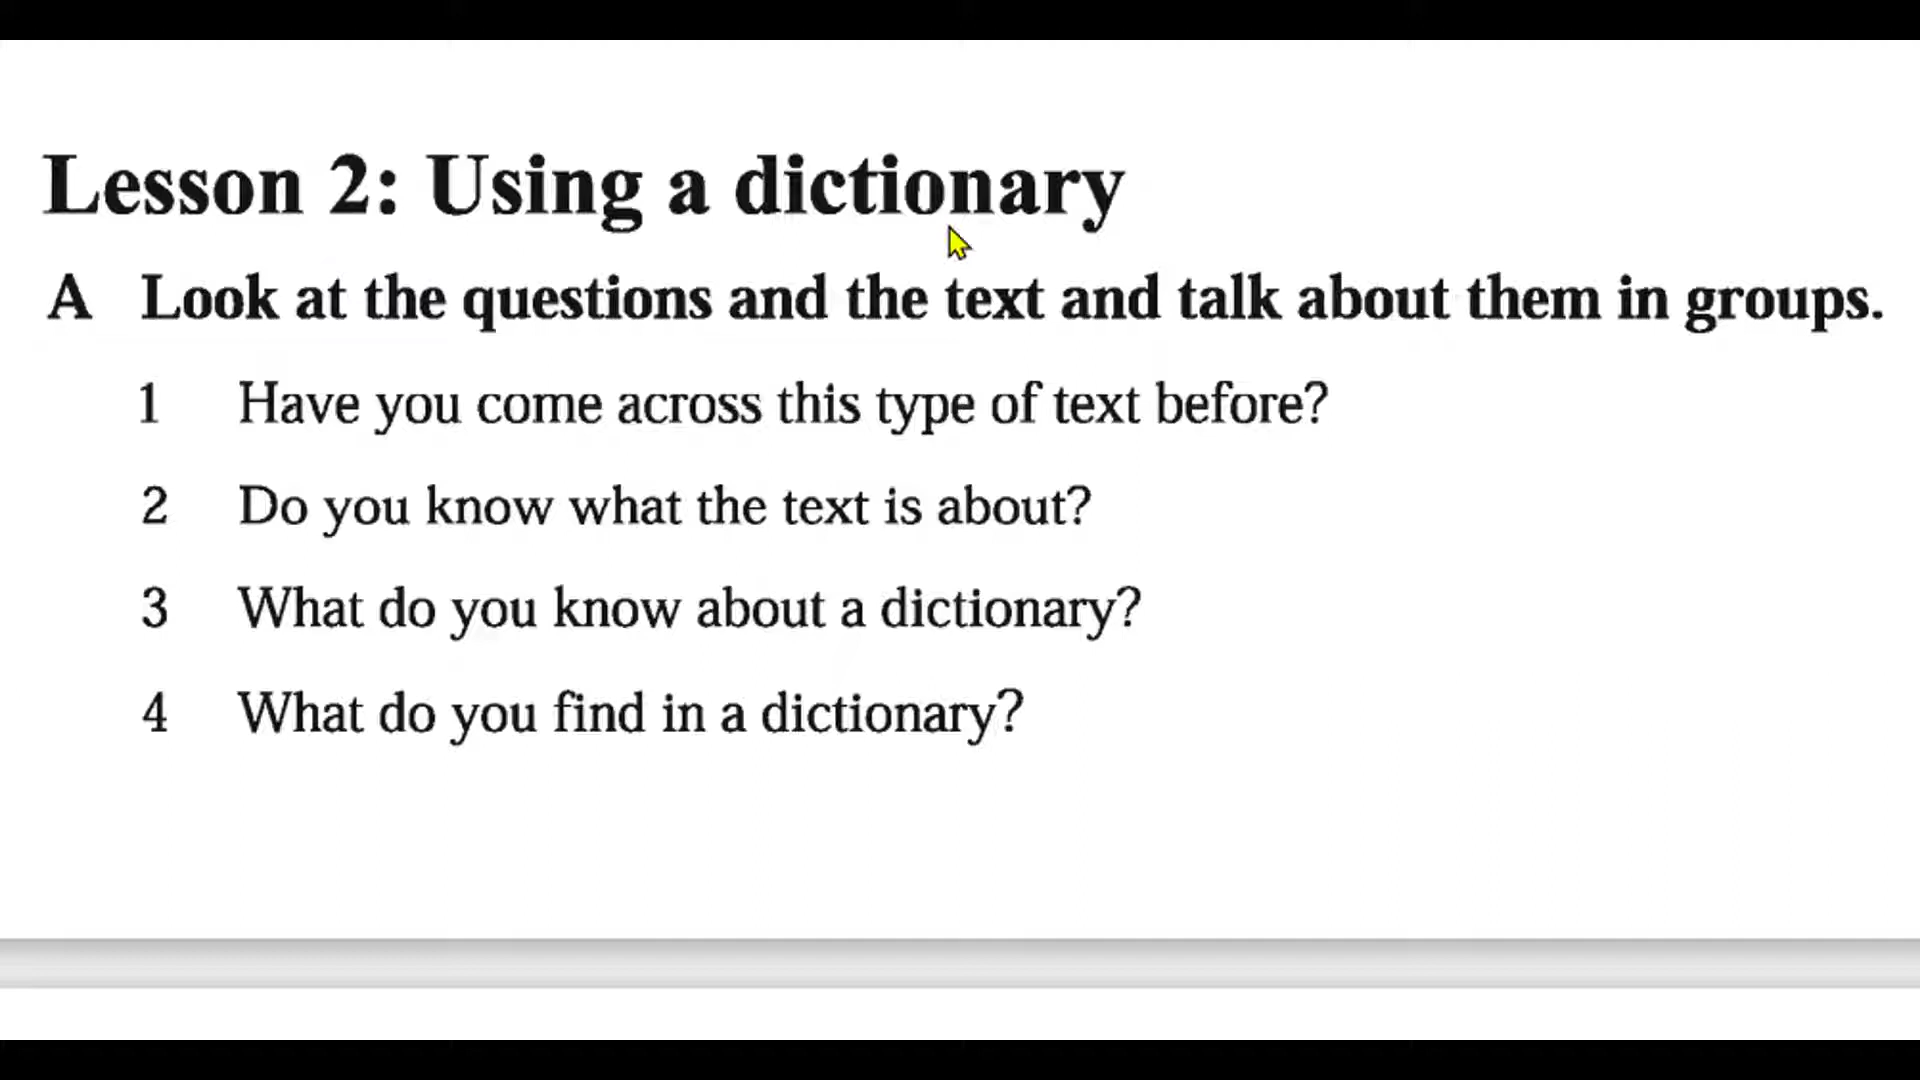 Lesson 2: Using a dictionary
A Look at the questions and the text and talk about them in groups.
1 Have you come across this type of text before?
2 Do you know what the text is about?
3 What do you know about a dictionary?
4 What do you find in a dictionary?